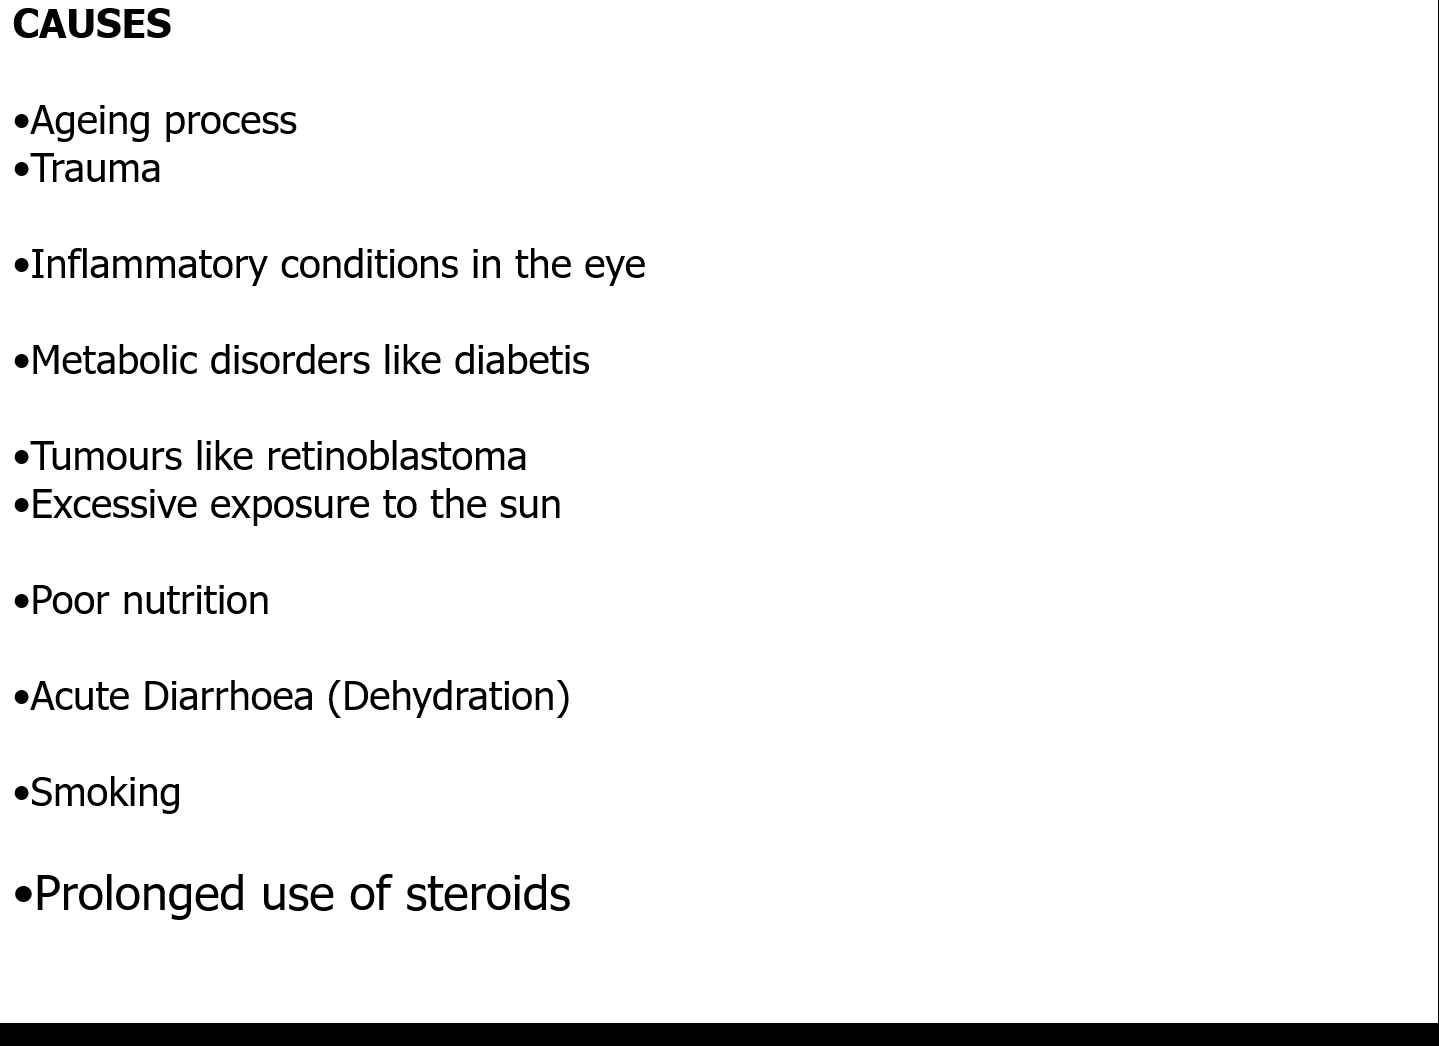 CAUSES
•Ageing process
•Trauma
•Inflammatory conditions in the eye
•Metabolic disorders like diabetis
•Tumours like retinoblastoma
•Excessive exposure to the sun
•Poor nutrition
•Acute Diarrhoea (Dehydration)
•Smoking
•Prolonged use of steroids